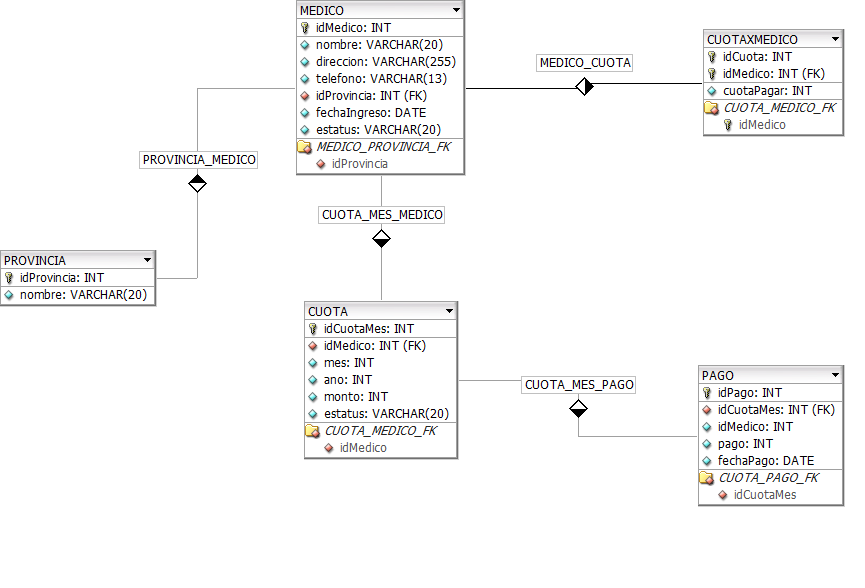 MEDICO
idMedico: INT
nombre: VARCHAR(20)
direccion: VARCHAR(255)
telefono: VARCHAR(13)
idProvincia: INT (FK)
fechaIngreso: DATE
estatus: VARCHAR(20)
MEDICO_PROVINCIA_FK
idProvincia
MEDICO_CUOTA
CUOTAXMEDICO
idCuota: INT
idMedico: INT (FK)
cuotaPagar: INT
CUOTA_MEDICO_FK
idMedico
PROVINCIA_MEDICO
CUOTA_MES_MEDICO
PROVINCIA
idProvincia: INT
nombre: VARCHAR(20)
CUOTA
idCuotaMes: INT
idMedico: INT (FK)
mes: INT
ano: INT
monto: INT
estatus: VARCHAR(20)
CUOTA_MEDICO_FK
idMedico
CUOTA_MES_PAGO
PAGO
idPago: INT
idCuotaMes: INT (FK)
idMedico: INT
pago: INT
fechaPago: DATE
CUOTA_PAGO_FK
idCuotaMes